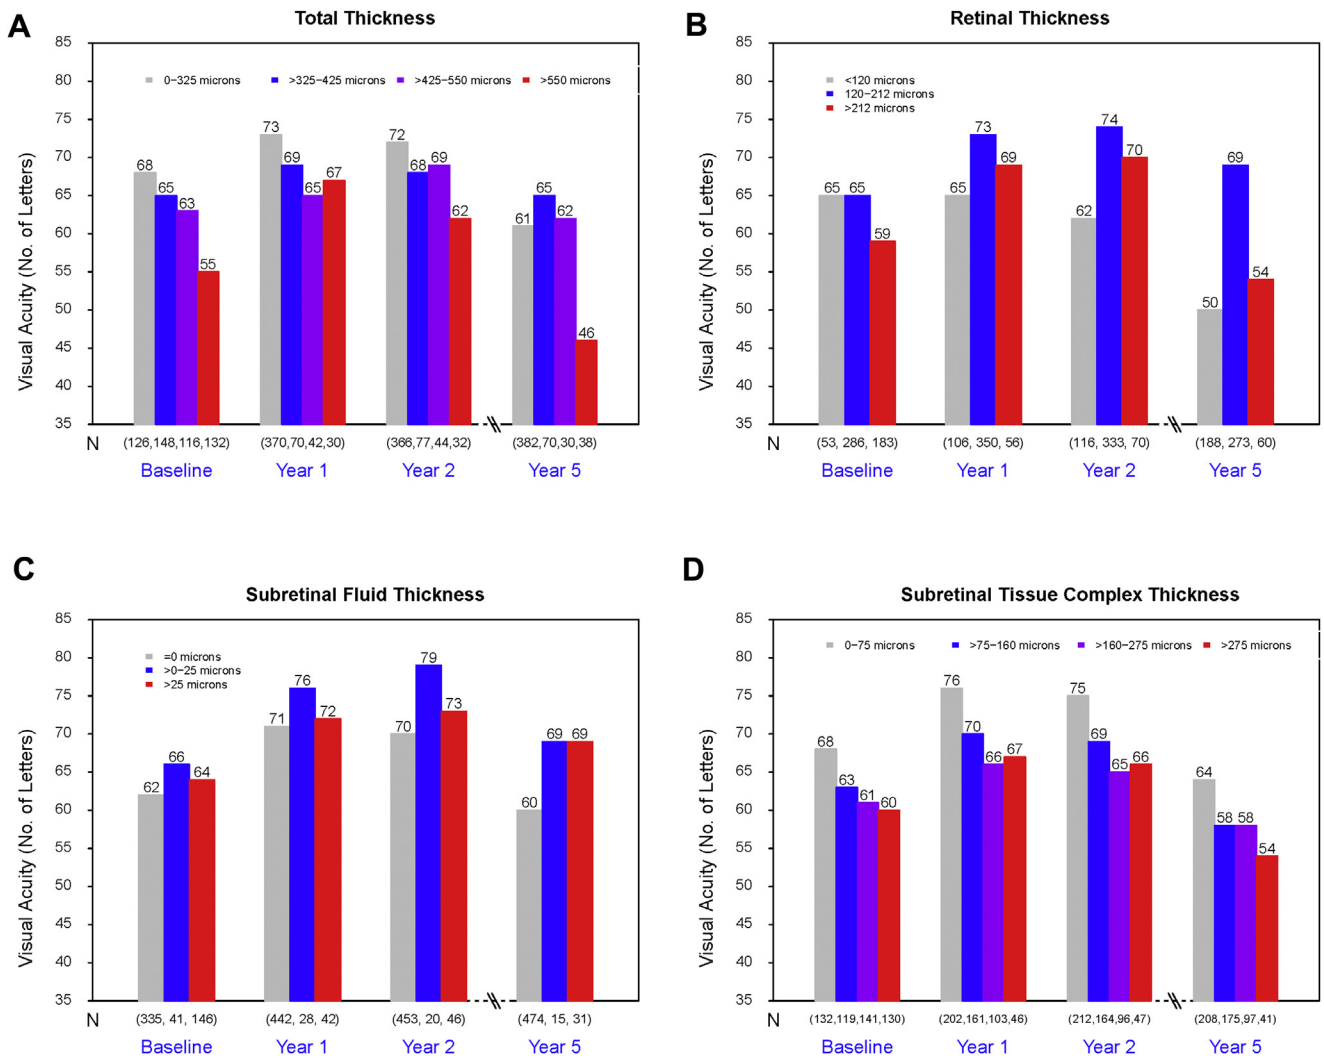 A
Total Thickness
85
80
75
70
65
60
55
50
45
40
35
Visual Acuity (No. of Letters)
0−325 microns >325−425 microns >425−550 microns >550 microns
68 65 63 55
73 69 65 67
72 68 69 62
61 65 62 46
N (126,148,116,132) (370,70,42,30) (366,77,44,32) (382,70,30,38)
Baseline Year 1 Year 2 Year 5
B
Retinal Thickness
85
80
75
70
65
60
55
50
45
40
35
Visual Acuity (No. of Letters)
<120 microns
120−212 microns
>212 microns
65 65 59
65 73 69
62 74 70
50 69 54
N (53, 286, 183) (106, 350, 56) (116, 333, 70) (188, 273, 60)
Baseline Year 1 Year 2 Year 5
C
Subretinal Fluid Thickness
85
80
75
70
65
60
55
50
45
40
35
Visual Acuity (No. of Letters)
=0 microns
>0−25 microns
>25 microns
62 66 64
71 76 72
70 79 73
60 69 69
N (335, 41, 146) (442, 28, 42) (453, 20, 46) (474, 15, 31)
Baseline Year 1 Year 2 Year 5
D
Subretinal Tissue Complex Thickness
85
80
75
70
65
60
55
50
45
40
35
Visual Acuity (No. of Letters)
0−75 microns >75−160 microns >160−275 microns >275 microns
68 63 61 60
76 70 66 67
75 69 65 66
64 58 58 54
N (132,119,141,130) (202,161,103,46) (212,164,96,47) (208,175,97,41)
Baseline Year 1 Year 2 Year 5